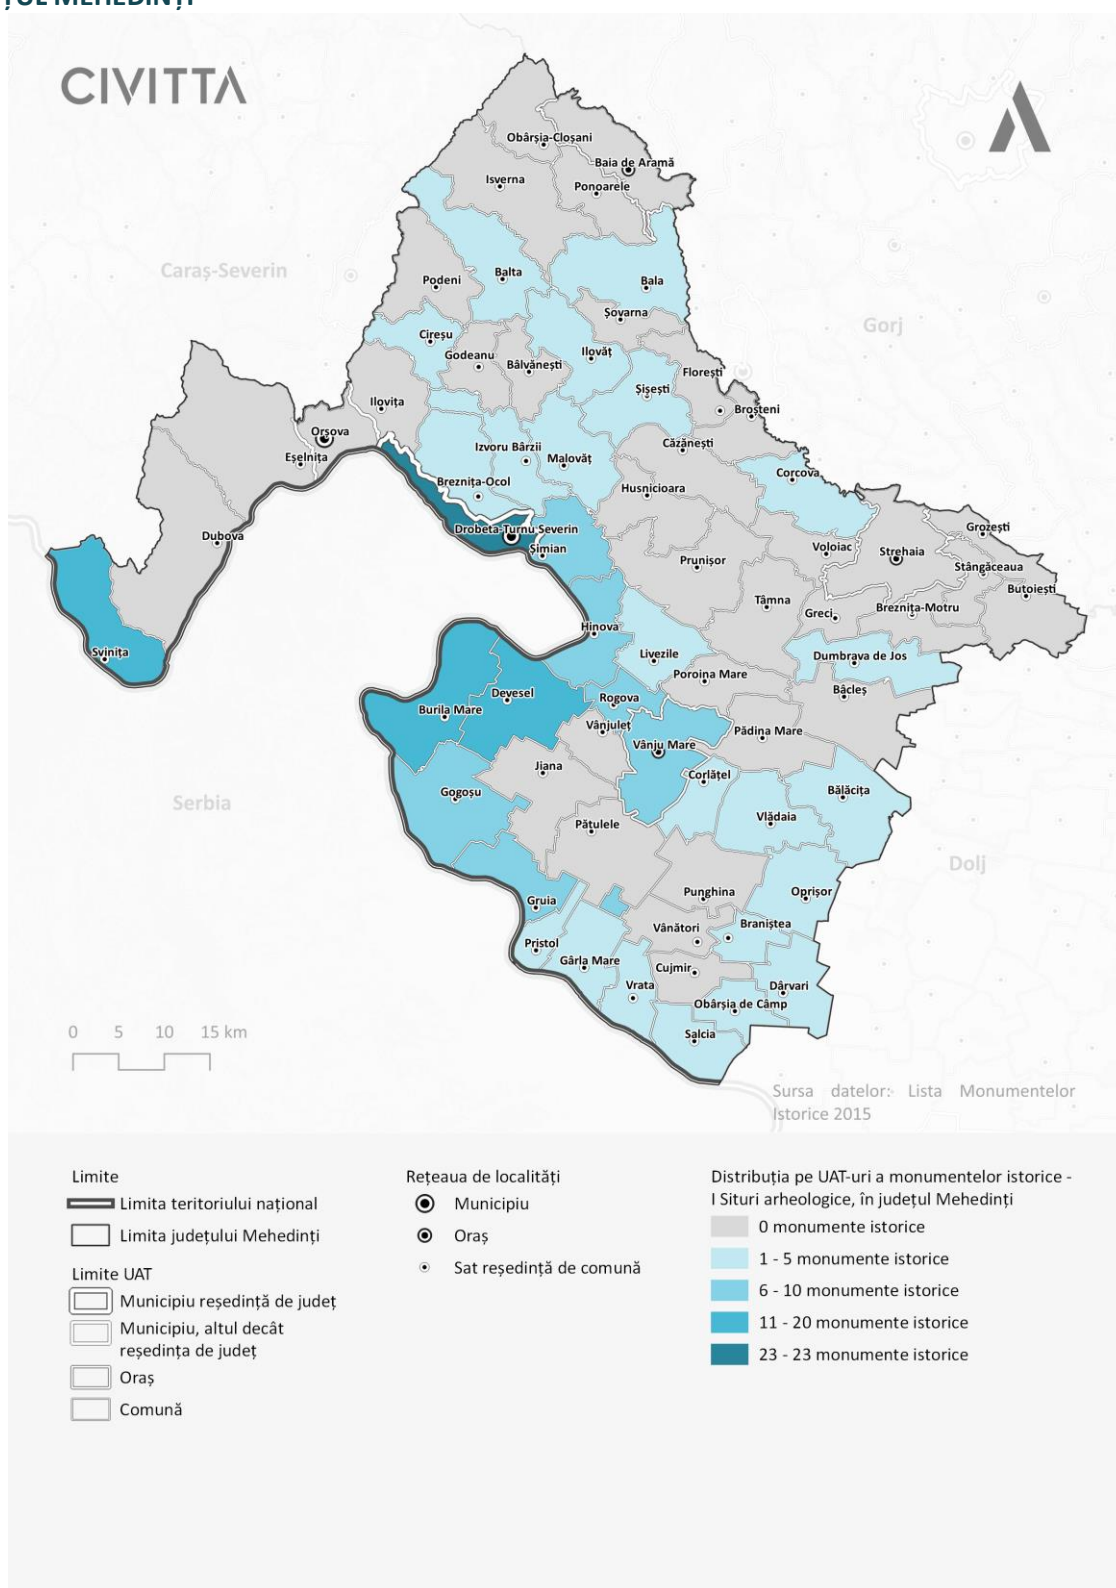 ȚUL MEHEDINȚI
CIVITTA
Obârșia-Cloșani
Baia de Aramă
Isverna
Ponoarele
Caraș-Severin
Podeni
Balta
Bala
Șovarna
Gorj
Cireșu
Godeanu
Bâlvănești
Ilovăț
Florești
Șișești
Broșteni
Ilovița
Orșova
Eșelnița
Căzănești
Izvoru Bârzii
Malovăț
Corcova
Breznița-Ocol
Husnicioara
Drobeta-Turnu Severin
Grozești
Dubova
Șimian
Voloiac
Strehaia
Prunișor
Stângăceaua
Butoiești
Tâmna
Greci
Breznița-Motru
Hinova
Svinița
Livezile
Dumbrava de Jos
Poroina Mare
Devesel
Bâcleș
Burila Mare
Rogova
Vânjuleț
Pădina Mare
Vânju Mare
Jiana
Corlățel
Gogoșu
Bălăcița
Serbia
Vlădaia
Pătulele
Dolj
Punghina
Oprișor
Gruia
Braniștea
Vânători
Pristol
Gârla Mare
Cujmir
Vrata
Dârvari
Obârșia de Câmp
Salcia
0 5 10 15 km
Sursa datelor: Lista Monumentelor
Istorice 2015
Limite
Limita teritoriului național
Limita județului Mehedinți
Limite UAT
Municipiu reședință de județ
Municipiu, altul decât
reședința de județ
Oraș
Comună
Rețeaua de localități
Municipiu
Oraș
Sat reședință de comună
Distribuția pe UAT-uri a monumentelor istorice -
I Situri arheologice, în județul Mehedinți
0 monumente istorice
1 - 5 monumente istorice
6 - 10 monumente istorice
11 - 20 monumente istorice
23 - 23 monumente istorice